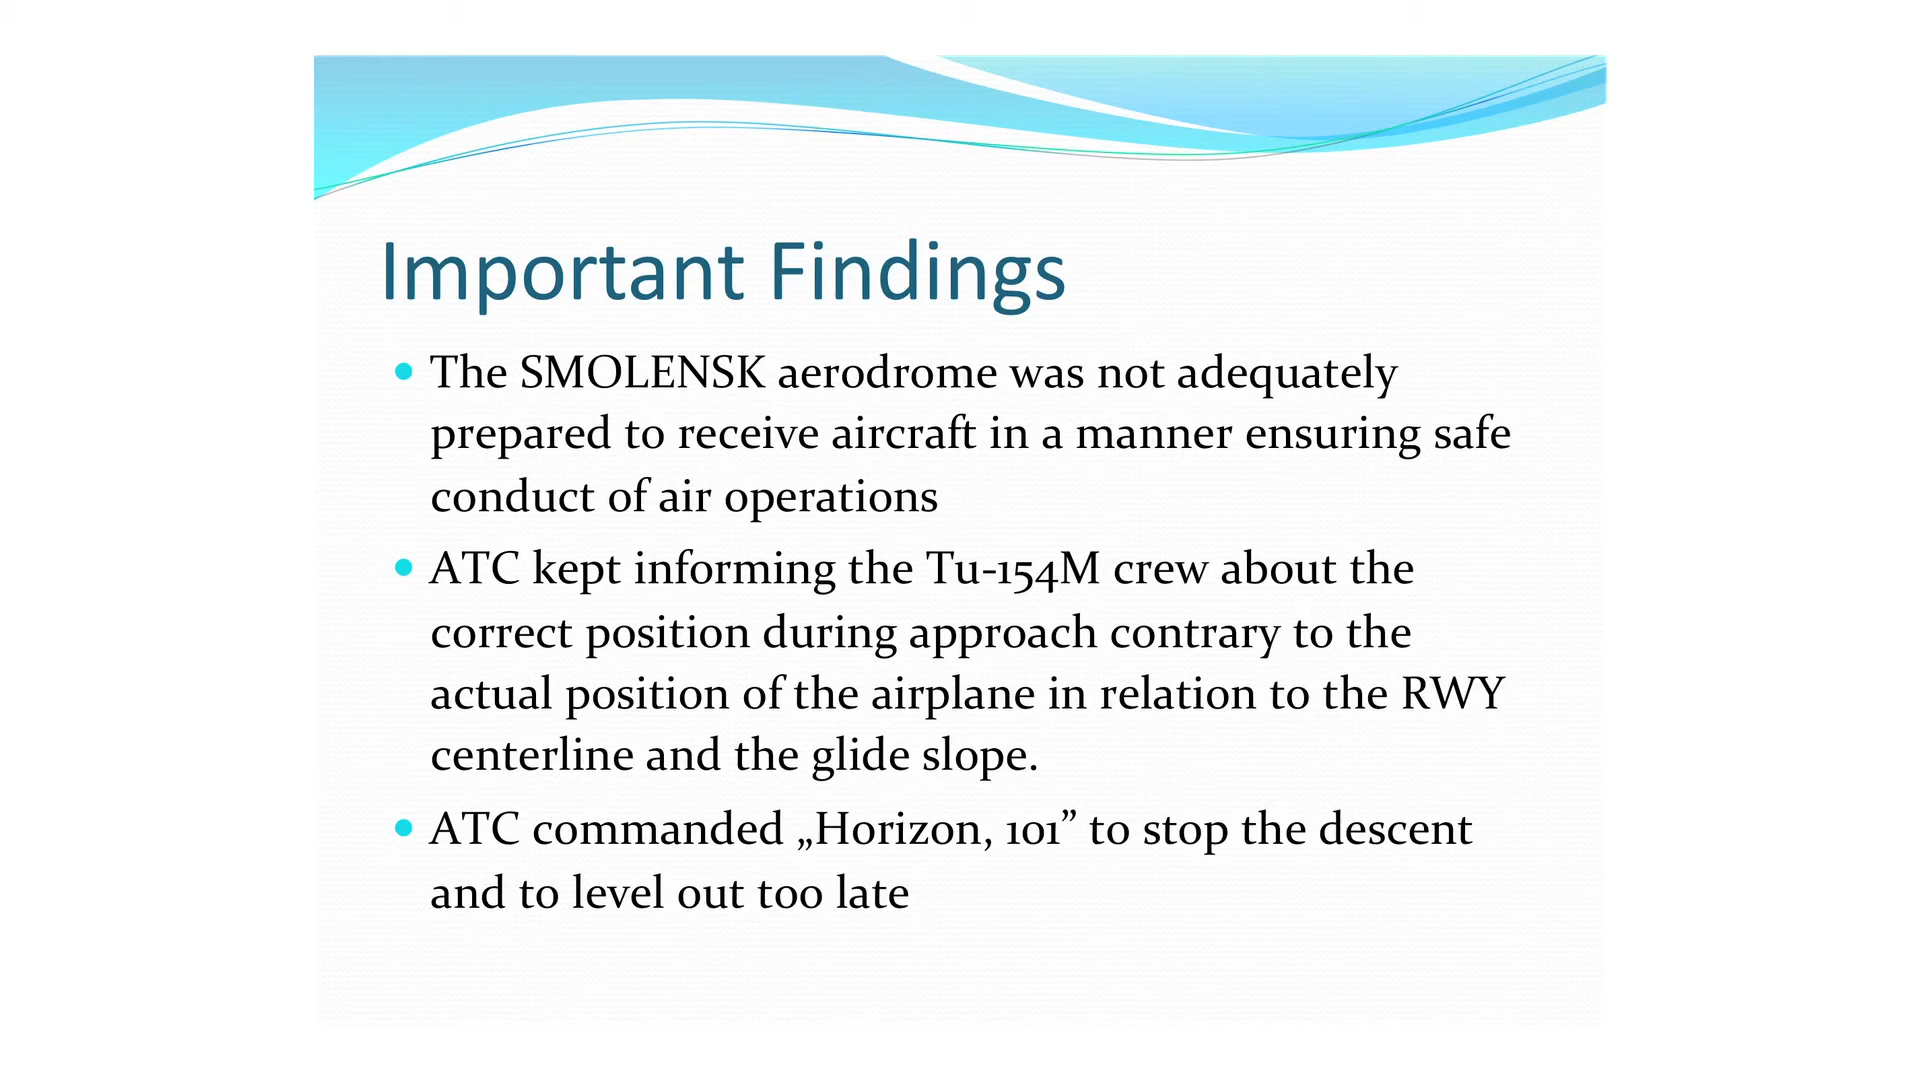 Important Findings
The SMOLENSK aerodrome was not adequately
prepared to receive aircraft in a manner ensuring safe
conduct of air operations
ATC kept informing the Tu-154M crew about the
correct position during approach contrary to the
actual position of the airplane in relation to the RWY
centerline and the glide slope.
ATC commanded „Horizon, 101” to stop the descent
and to level out too late